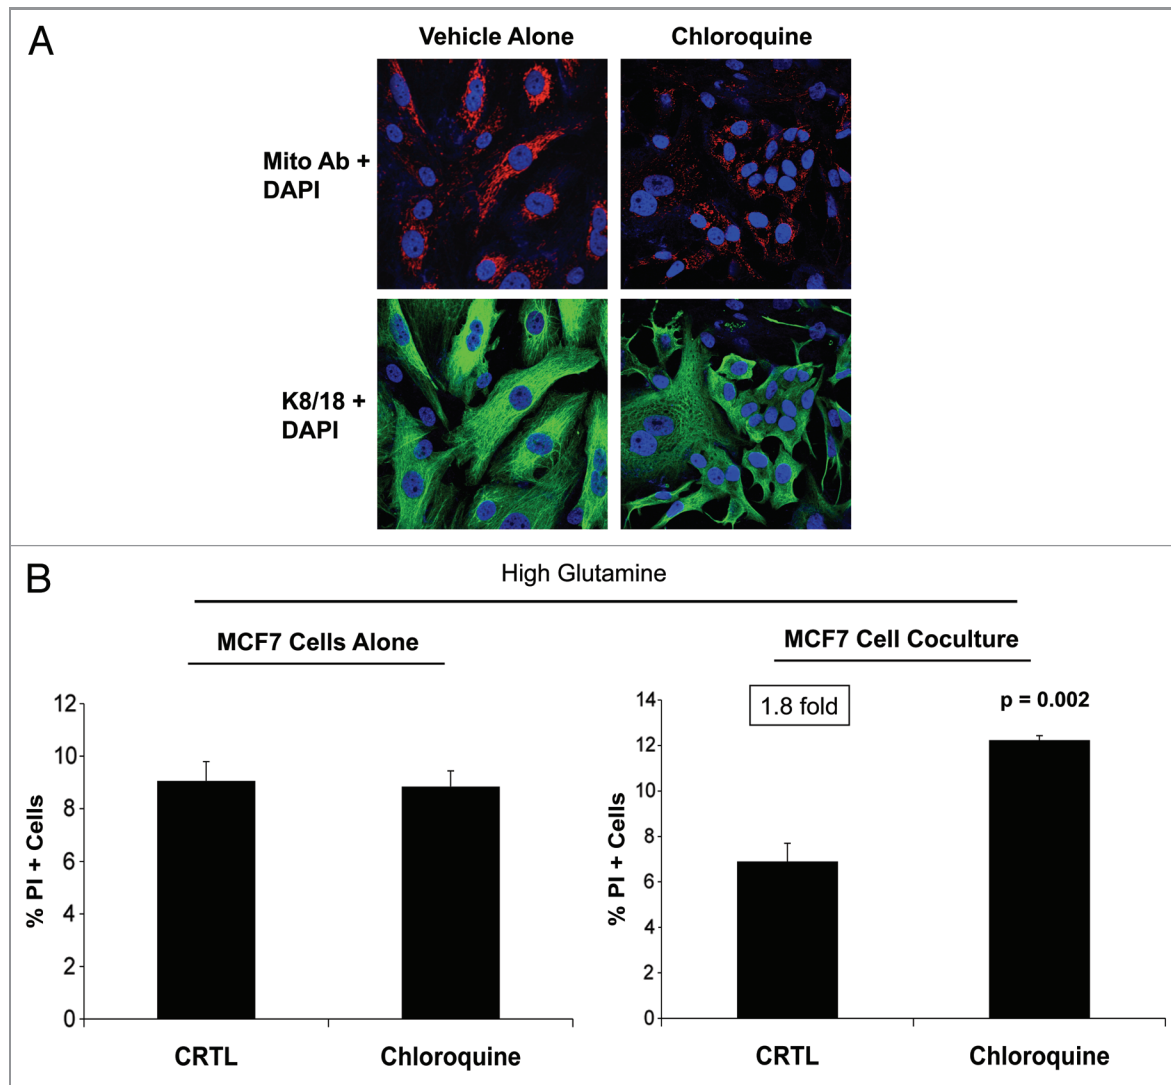 A
Vehicle Alone
Chloroquine
Mito Ab +
DAPI
K8/18 +
DAPI
B
High Glutamine
MCF7 Cells Alone
12
10
8
6
4
2
0
% PI + Cells
CRTL
Chloroquine
MCF7 Cell Coculture
1.8 fold
p = 0.002
14
12
10
8
6
4
2
0
% PI + Cells
CRTL
Chloroquine